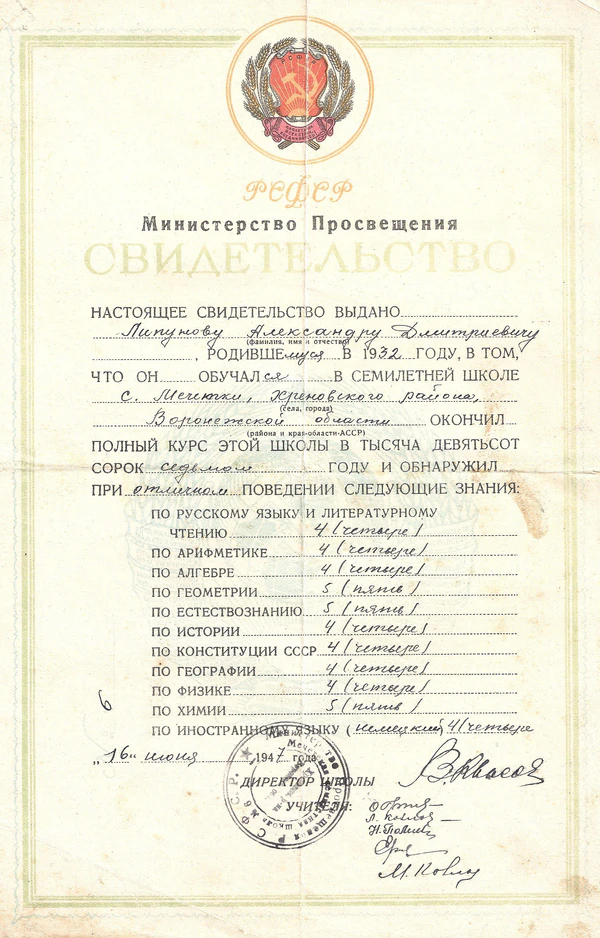 РСФСР
Министерство Просвещения
СВИДЕТЕЛЬСТВО
НАСТОЯЩЕЕ СВИДЕТЕЛЬСТВО ВЫДАНО
Липунову Александру Дмитриевичу
(фамилия, имя и отчество)
, РОДИВШЕмуся В 1932 ГОДУ, В ТОМ,
ЧТО ОН ОБУЧАЛся В СЕМИЛЕТНЕЙ ШКОЛЕ
с. Мечетки, Хреновского района,
(села, города)
Воронежской области ОКОНЧИЛ
(района и края-области-АССР)
ПОЛНЫЙ КУРС ЭТОЙ ШКОЛЫ В ТЫСЯЧА ДЕВЯТЬСОТ
СОРОК седьмом ГОДУ И ОБНАРУЖИЛ
ПРИ отличном ПОВЕДЕНИИ СЛЕДУЮЩИЕ ЗНАНИЯ:
ПО РУССКОМУ ЯЗЫКУ И ЛИТЕРАТУРНОМУ
ЧТЕНИЮ 4 (четыре)
ПО АРИФМЕТИКЕ 4 (четыре)
ПО АЛГЕБРЕ 4 (четыре)
ПО ГЕОМЕТРИИ 5 (пять)
ПО ЕСТЕСТВОЗНАНИЮ 5 (пять)
ПО ИСТОРИИ 4 (четыре)
ПО КОНСТИТУЦИИ СССР 4 (четыре)
ПО ГЕОГРАФИИ 4 (четыре)
ПО ФИЗИКЕ 4 (четыре)
6
ПО ХИМИИ 5 (пять)
ПО ИНОСТРАННОМУ ЯЗЫКУ (немецкий) 4 (четыре
"16" июня 1947 года
ДИРЕКТОР ШКОЛЫ В. Квасов
УЧИТЕЛЯ: